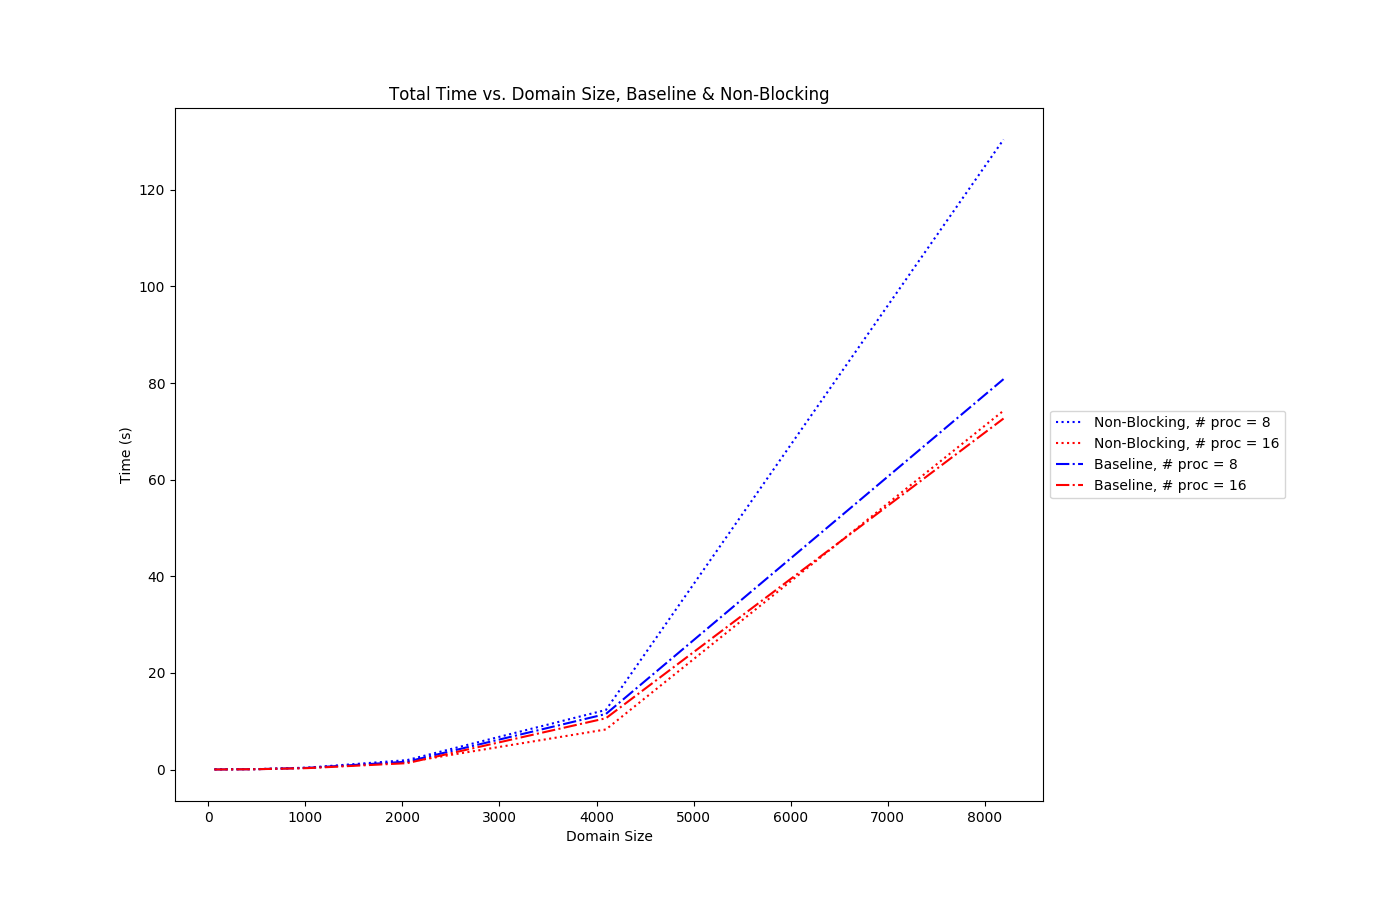 Total Time vs. Domain Size, Baseline & Non-Blocking
120
100
80
60
40
20
0
Time (s)
0 1000 2000 3000 4000 5000 6000 7000 8000
Domain Size
Non-Blocking, # proc = 8
Non-Blocking, # proc = 16
Baseline, # proc = 8
Baseline, # proc = 16